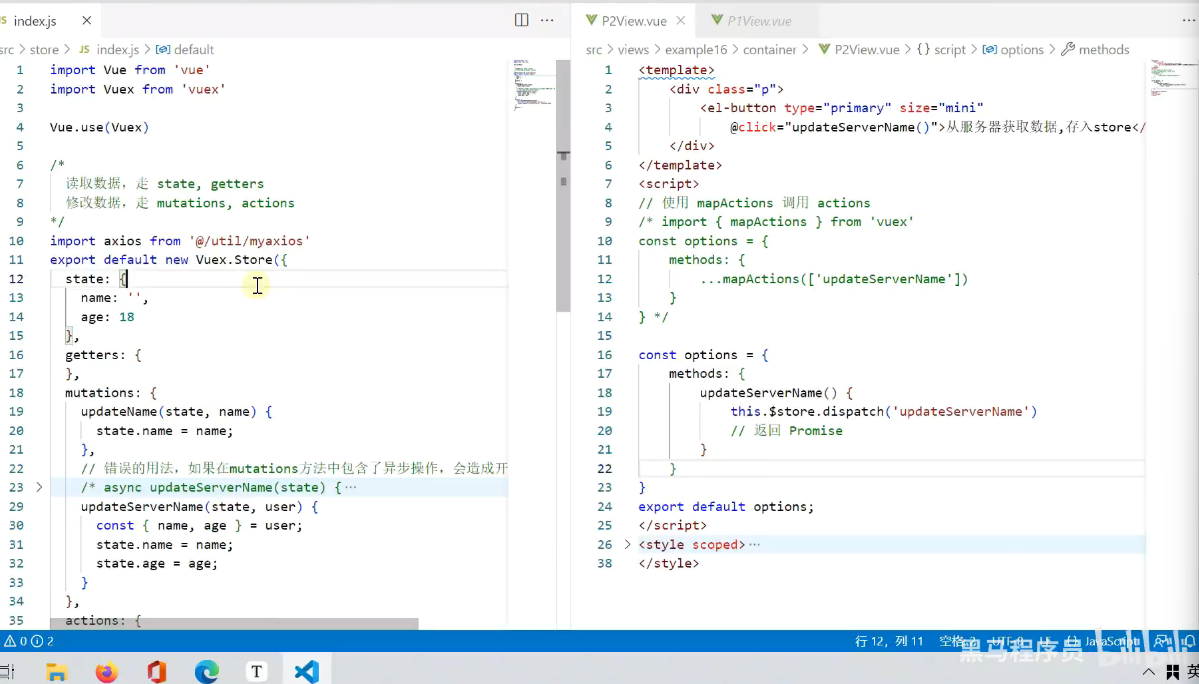 index.js
src > store > JS index.js > default
1 import Vue from 'vue'
2 import Vuex from 'vuex'
3
4 Vue.use(Vuex)
5
6 /*
7 读取数据，走 state, getters
8 修改数据，走 mutations, actions
9 */
10 import axios from '@/util/myaxios'
11 export default new Vuex.Store({
12 state: {
13 name: '',
14 age: 18
15 },
16 getters: {
17 },
18 mutations: {
19 updateName(state, name) {
20 state.name = name;
21 },
22 // 错误的用法，如果在mutations方法中包含了异步操作，会造成开
23 /* async updateServerName(state) {…
29 updateServerName(state, user) {
30 const { name, age } = user;
31 state.name = name;
32 state.age = age;
33 }
34 },
35 actions: {
P2View.vue P1View.vue
src > views > example16 > container > P2View.vue > {} script > options > methods
1 <template>
2 <div class="p">
3 <el-button type="primary" size="mini"
4 @click="updateServerName()">从服务器获取数据,存入store</
5 </div>
6 </template>
7 <script>
8 // 使用 mapActions 调用 actions
9 /* import { mapActions } from 'vuex'
10 const options = {
11 methods: {
12 ...mapActions(['updateServerName'])
13 }
14 } */
15
16 const options = {
17 methods: {
18 updateServerName() {
19 this.$store.dispatch('updateServerName')
20 // 返回 Promise
21 }
22 }
23 }
24 export default options;
25 </script>
26 <style scoped>…
38 </style>
0 2 行 12，列 11 空格: 2 UTF-8 LF {} JavaScript
黑马程序员 bilibili
T 英